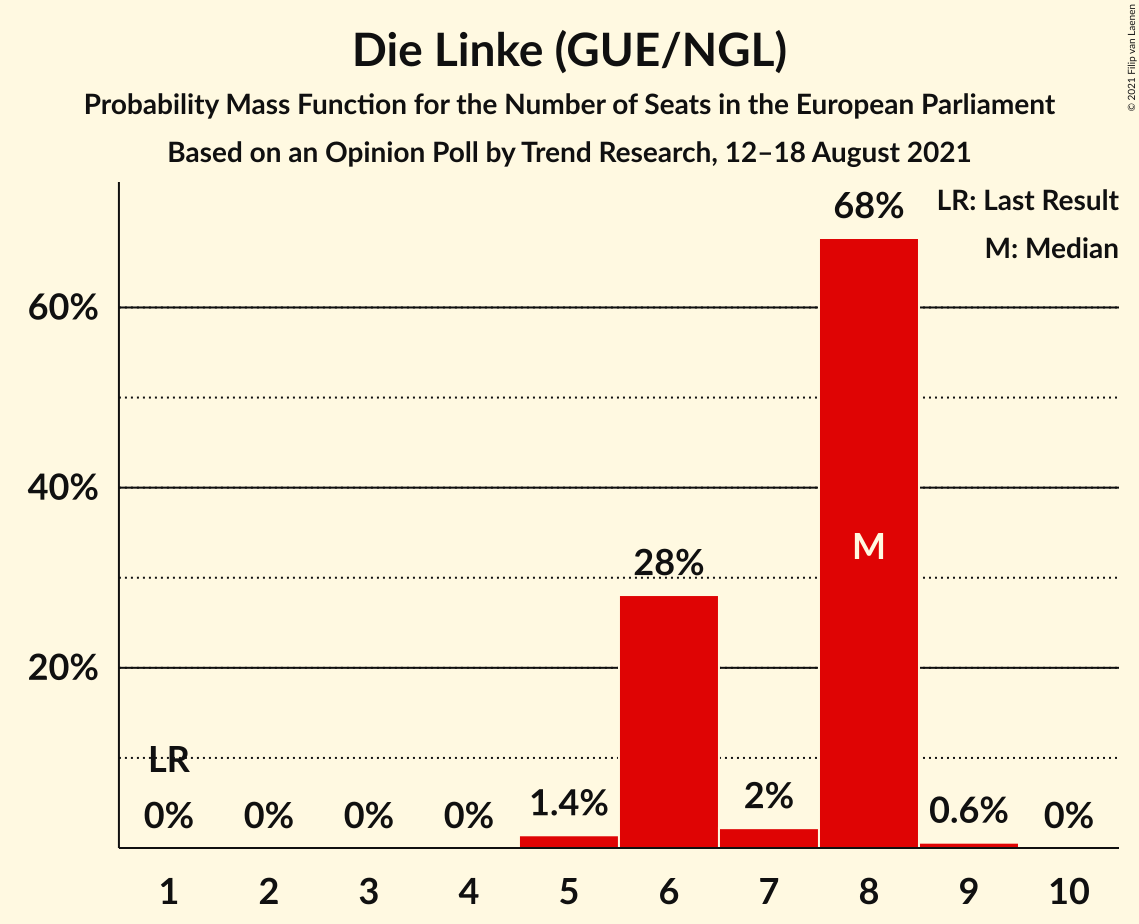 Die Linke (GUE/NGL)
Probability Mass Function for the Number of Seats in the European Parliament
Based on an Opinion Poll by Trend Research, 12–18 August 2021
© 2021 Filip van Laenen
LR: Last Result
M: Median
68%
60%
40%
M
28%
20%
LR
0%
0%
0%
0%
1.4%
2%
0.6%
0%
1
2
3
4
5
6
7
8
9
10